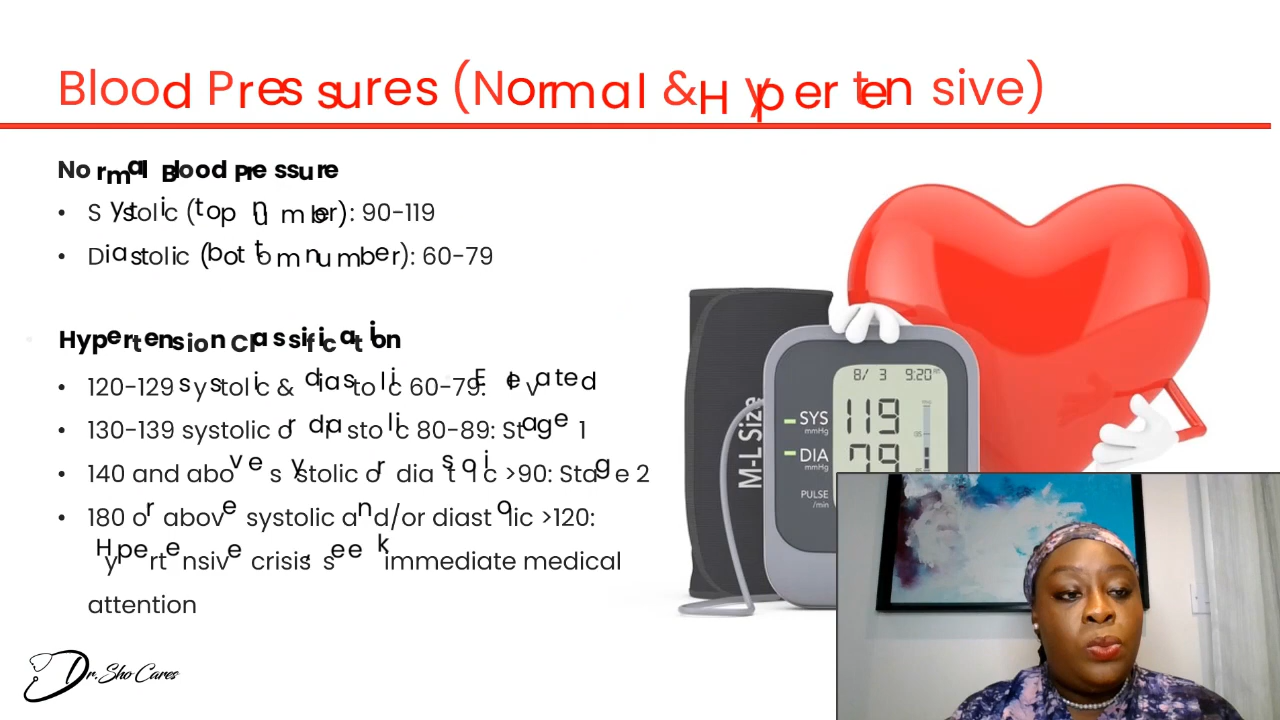 Blood Pressures (Normal & Hypertensive)
Normal Blood Pressure
• Systolic (top number): 90-119
• Diastolic (bottom number): 60-79
Hypertension Classification
• 120-129 systolic & diastolic 60-79: Elevated
• 130-139 systolic or diastolic 80-89: Stage 1
• 140 and above systolic or diastolic >90: Stage 2
• 180 or above systolic and/or diastolic >120:
Hypertensive crisis, seek immediate medical
attention
M-L Size
8/ 3 9:20
SYS
mmHg
119
DIA
mmHg
79
PULSE
/min
Dr. Sho Cares